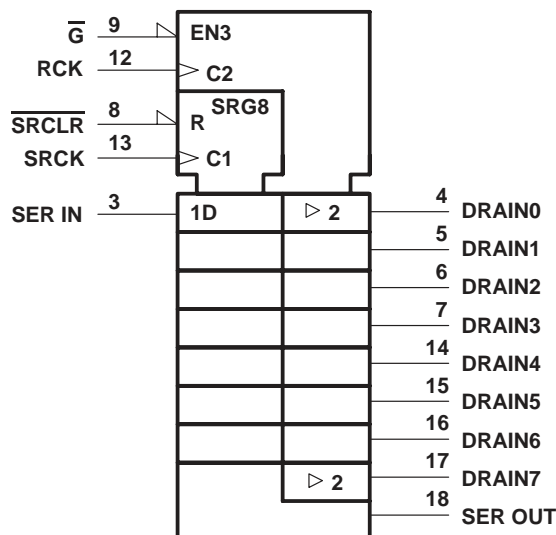 G 9 EN3
RCK 12 C2
SRG8
SRCLR 8 R
SRCK 13 C1
SER IN 3 1D 2 4 DRAIN0
5 DRAIN1
6 DRAIN2
7 DRAIN3
14 DRAIN4
15 DRAIN5
16 DRAIN6
2 17 DRAIN7
18 SER OUT